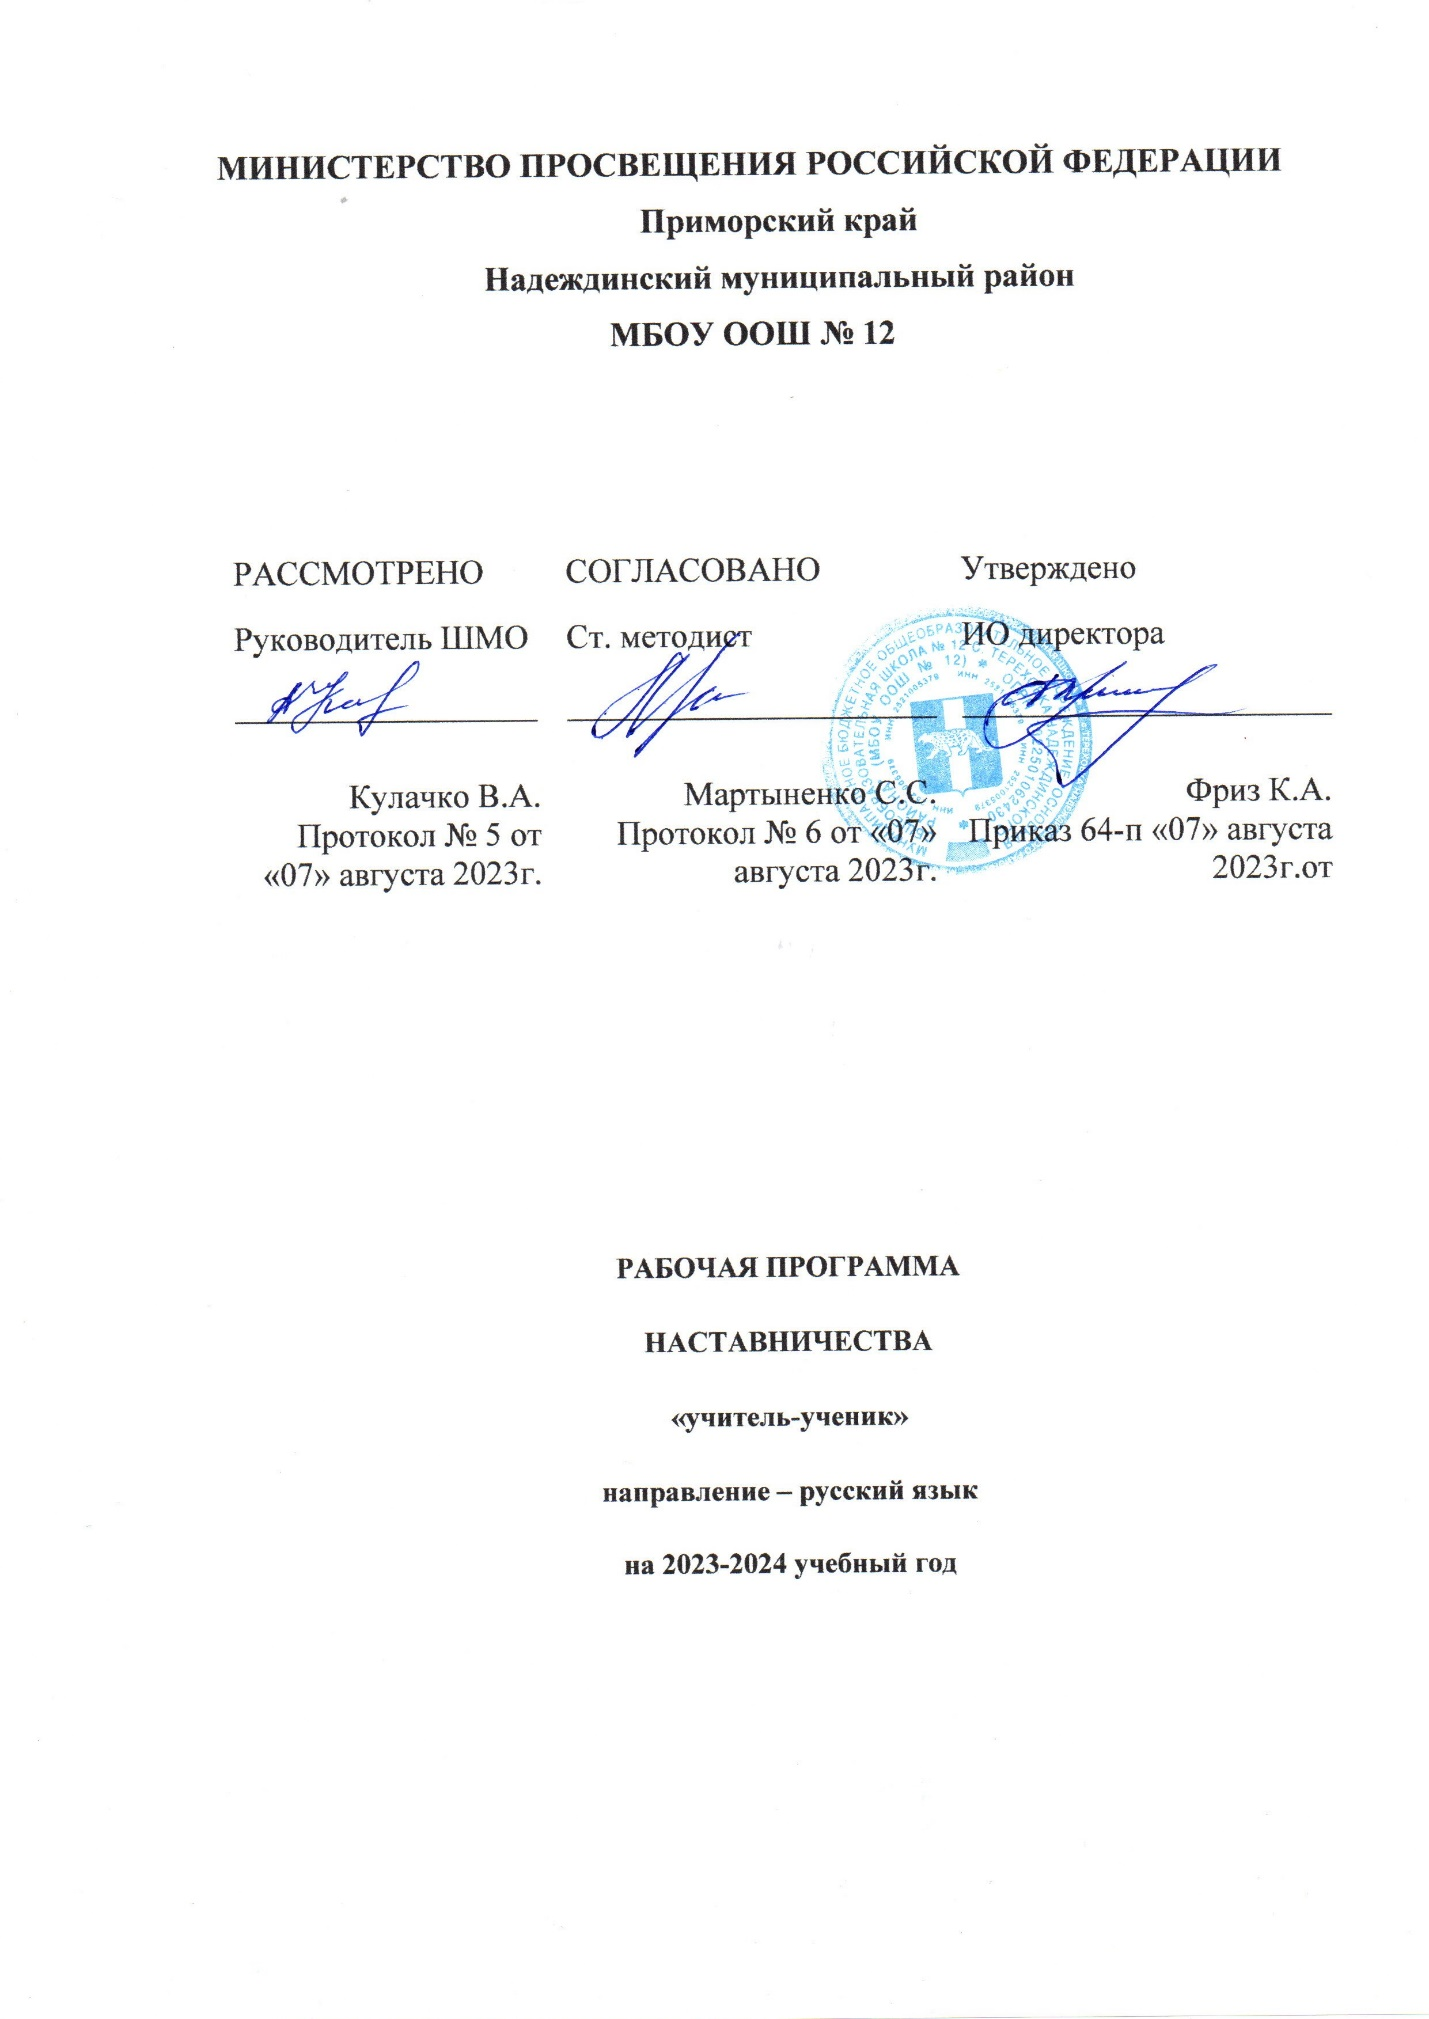 МИНИСТЕРСТВО ПРОСВЕЩЕНИЯ РОССИЙСКОЙ ФЕДЕРАЦИИ
Приморский край
Надеждинский муниципальный район
МБОУ ООШ № 12
РАССМОТРЕНО
Руководитель ШМО
Кулачко В.А.
Протокол № 5 от
«07» августа 2023г.
СОГЛАСОВАНО
Ст. методист
Мартыненко С.С.
Протокол № 6 от «07»
августа 2023г.
Утверждено
ИО директора
Фриз К.А.
Приказ 64-п «07» августа
2023г.от
РАБОЧАЯ ПРОГРАММА
НАСТАВНИЧЕСТВА
«учитель-ученик»
направление – русский язык
на 2023-2024 учебный год